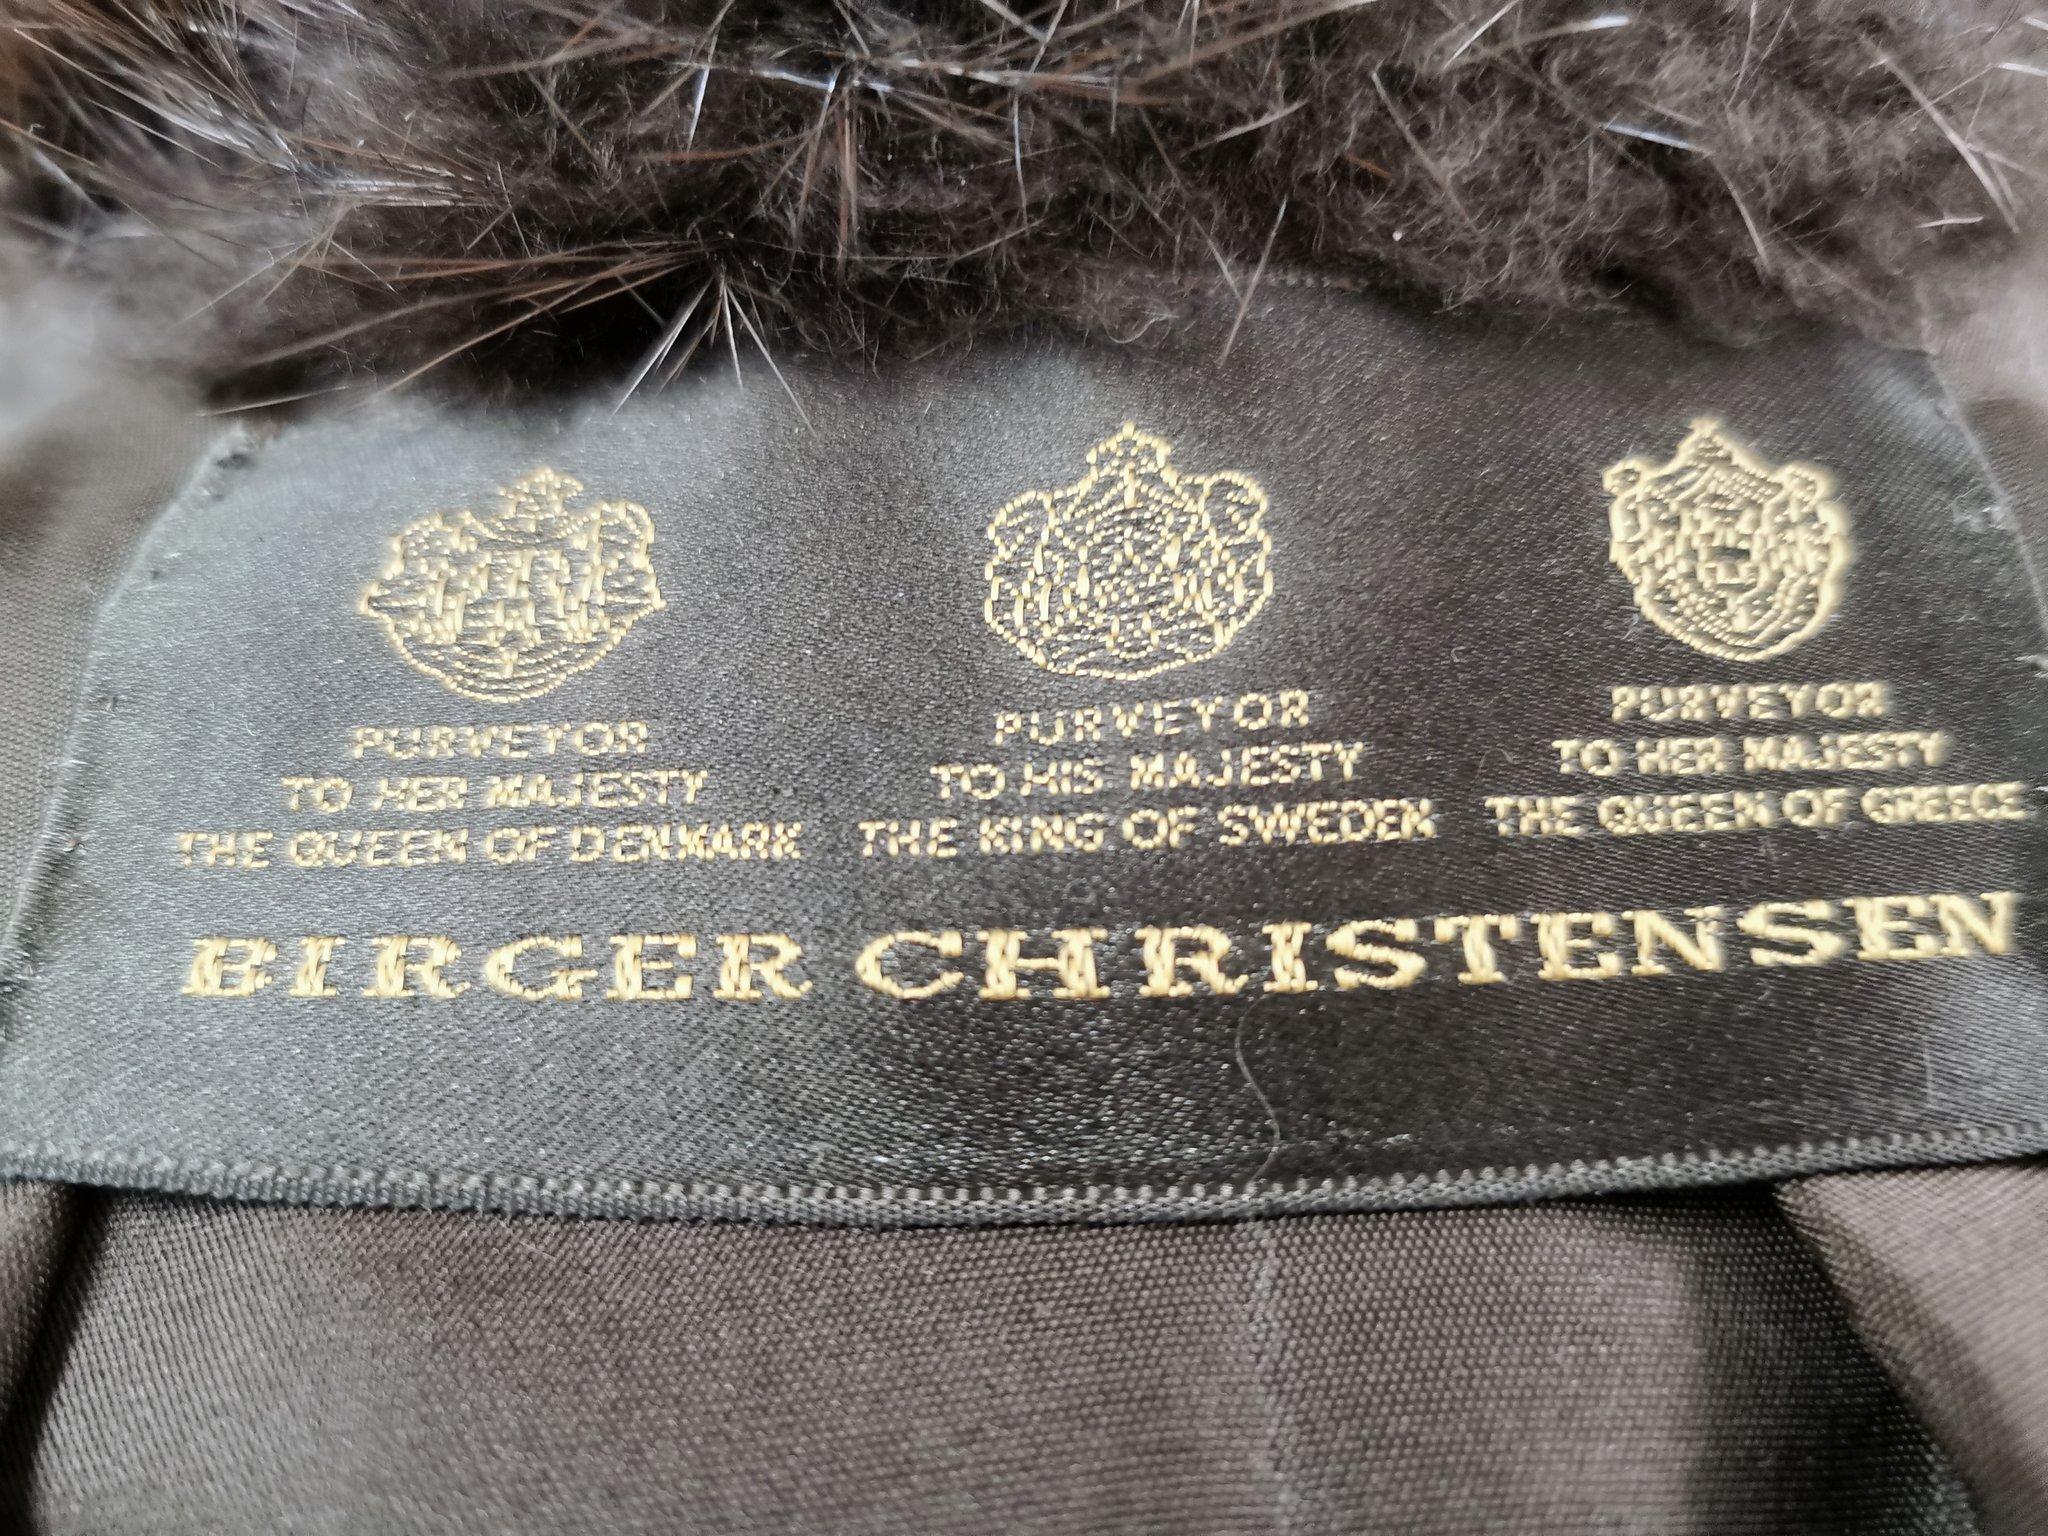 PURVEYOR
TO HER MAJESTY
THE QUEEN OF DENMARK
PURVEYOR
TO HIS MAJESTY
THE KING OF SWEDEN
PURVEYOR
TO HER MAJESTY
THE QUEEN OF GREECE
BIRGER CHRISTENSEN